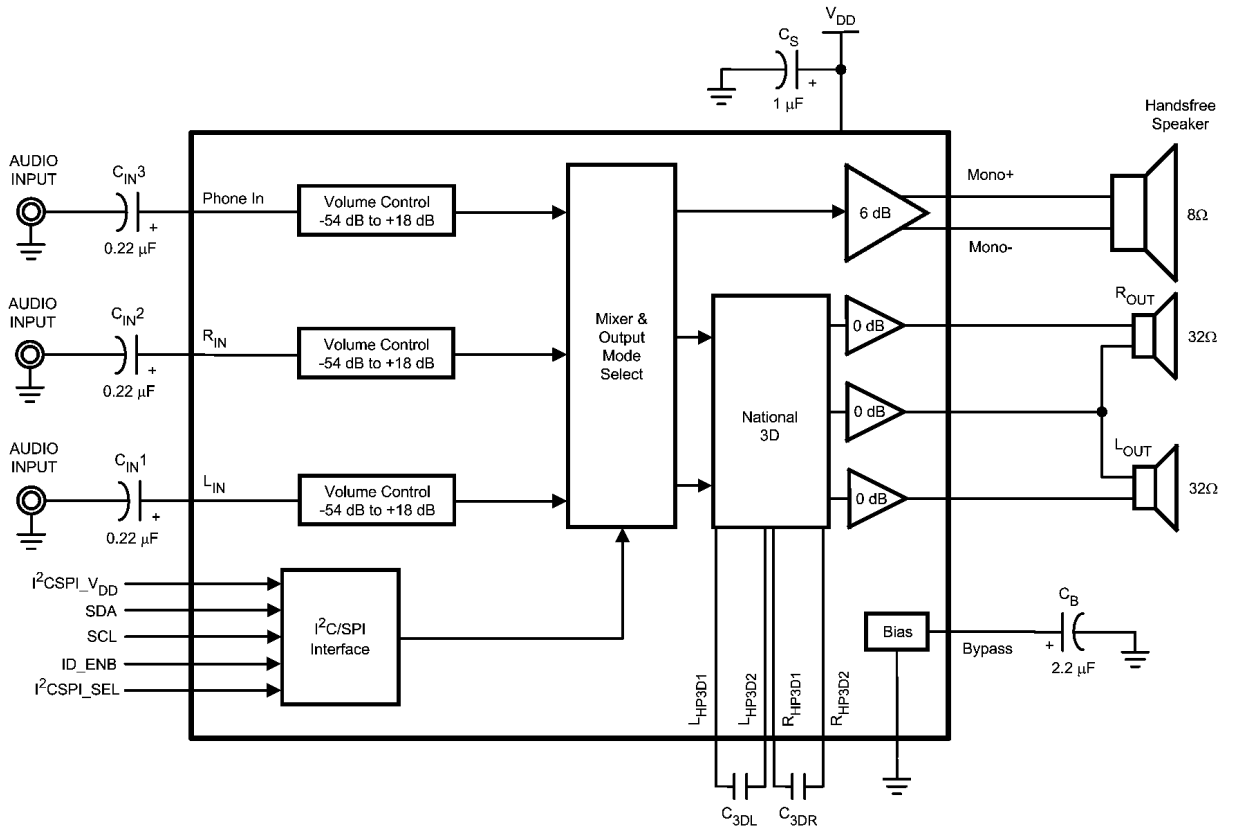 V_DD
C_S
+
1 µF
Handsfree
Speaker
AUDIO
INPUT
C_IN3
+
0.22 µF
Phone In
Volume Control
-54 dB to +18 dB
6 dB
Mono+
Mono-
8Ω
AUDIO
INPUT
C_IN2
+
0.22 µF
R_IN
Volume Control
-54 dB to +18 dB
Mixer &
Output
Mode
Select
0 dB
R_OUT
32Ω
National
3D
0 dB
AUDIO
INPUT
C_IN1
+
0.22 µF
L_IN
Volume Control
-54 dB to +18 dB
0 dB
L_OUT
32Ω
I²CSPI_V_DD
SDA
SCL
ID_ENB
I²CSPI_SEL
I²C/SPI
Interface
L_HP3D1
L_HP3D2
R_HP3D1
R_HP3D2
Bias
Bypass
C_B
+
2.2 µF
C_3DL
C_3DR